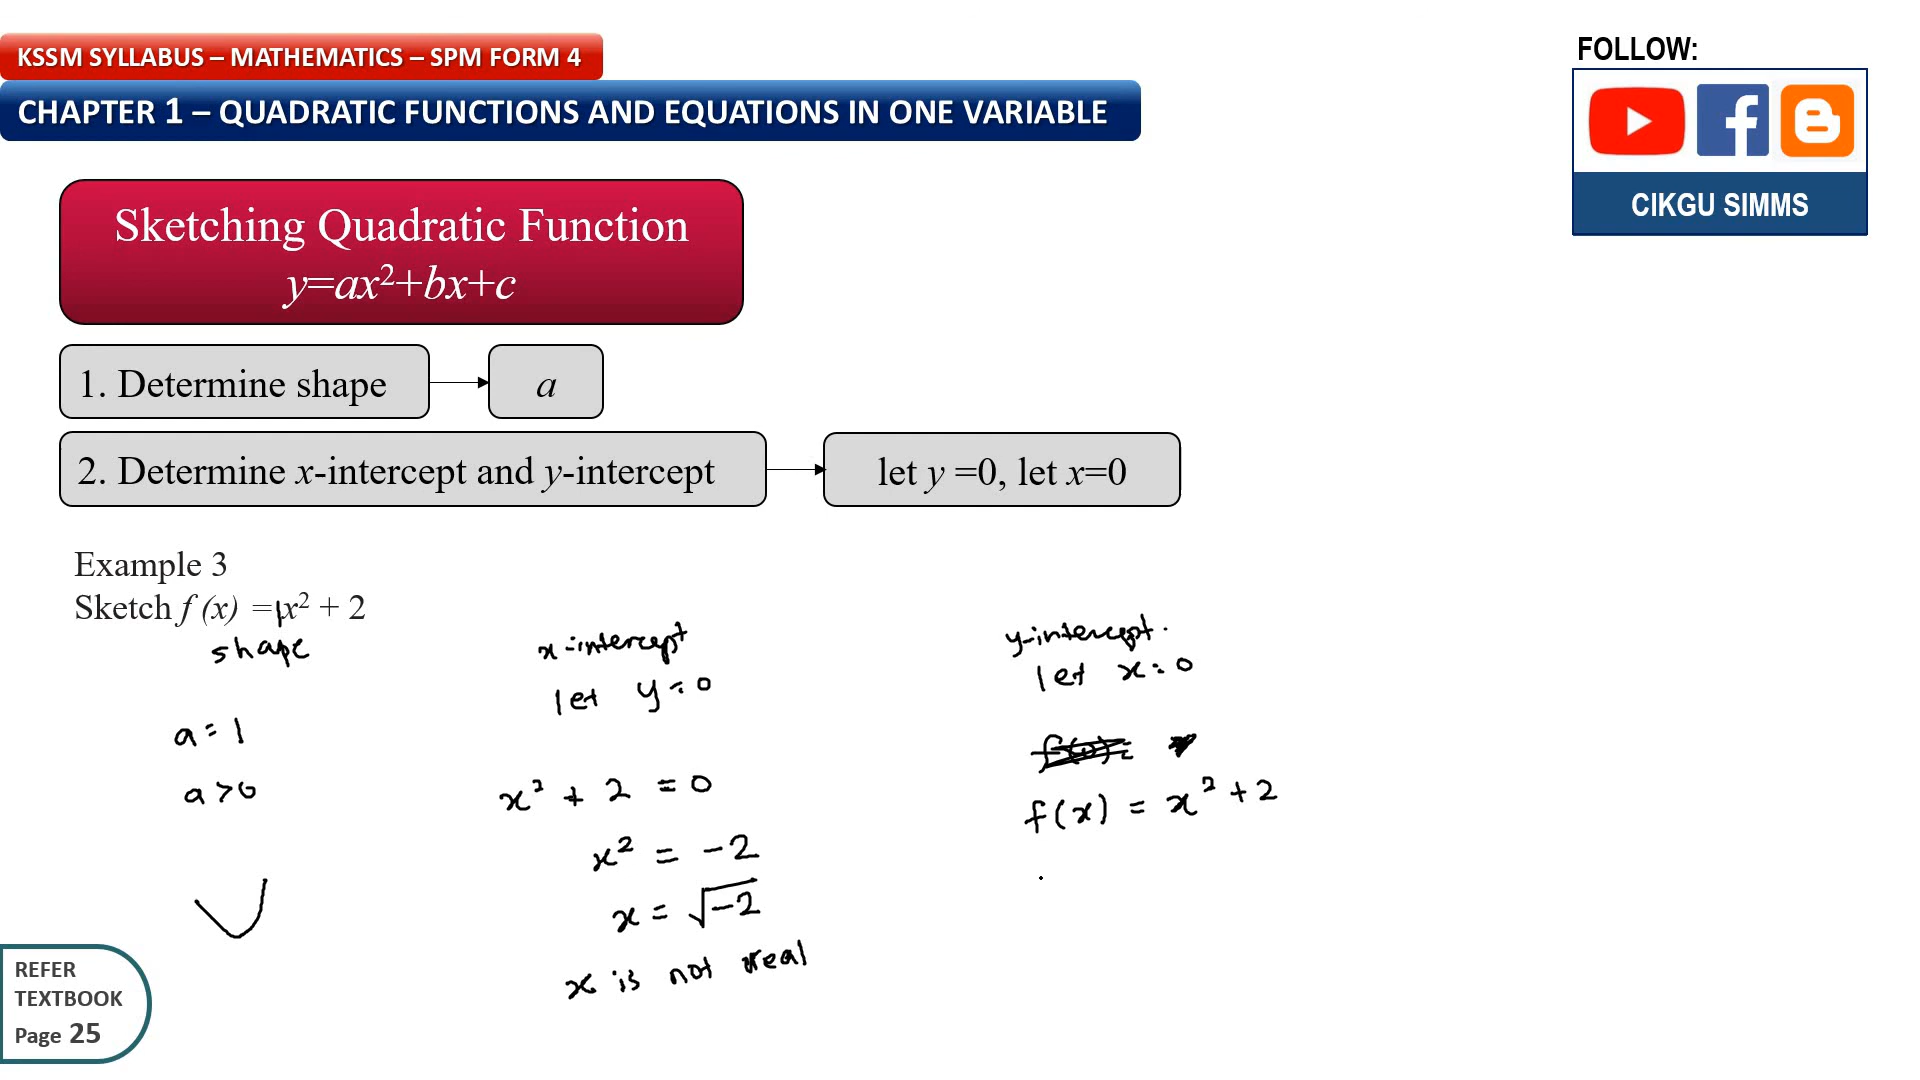 KSSM SYLLABUS – MATHEMATICS – SPM FORM 4
CHAPTER 1 – QUADRATIC FUNCTIONS AND EQUATIONS IN ONE VARIABLE
FOLLOW:
CIKGU SIMMS
Sketching Quadratic Function
y=ax²+bx+c
1. Determine shape
a
2. Determine x-intercept and y-intercept
let y =0, let x=0
Example 3
Sketch f (x) =1x² + 2
shape
a = 1
a > 0
x-intercept
let y = 0
x² + 2 = 0
x² = -2
x = √-2
x is not real
y-intercept.
let x = 0
f(x) = x² + 2
REFER
TEXTBOOK
Page 25